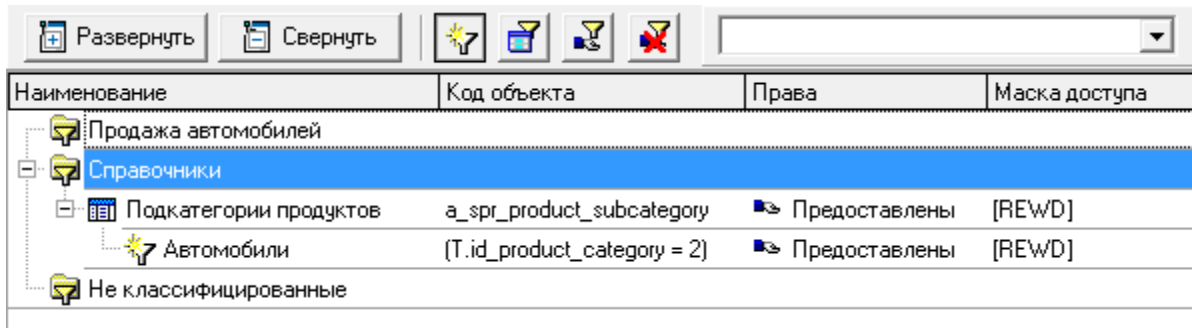 Развернуть Свернуть
Наименование Код объекта Права Маска доступа
Продажа автомобилей
Справочники
Подкатегории продуктов a_spr_product_subcategory Предоставлены [REWD]
Автомобили (T.id_product_category = 2) Предоставлены [REWD]
Не классифицированные